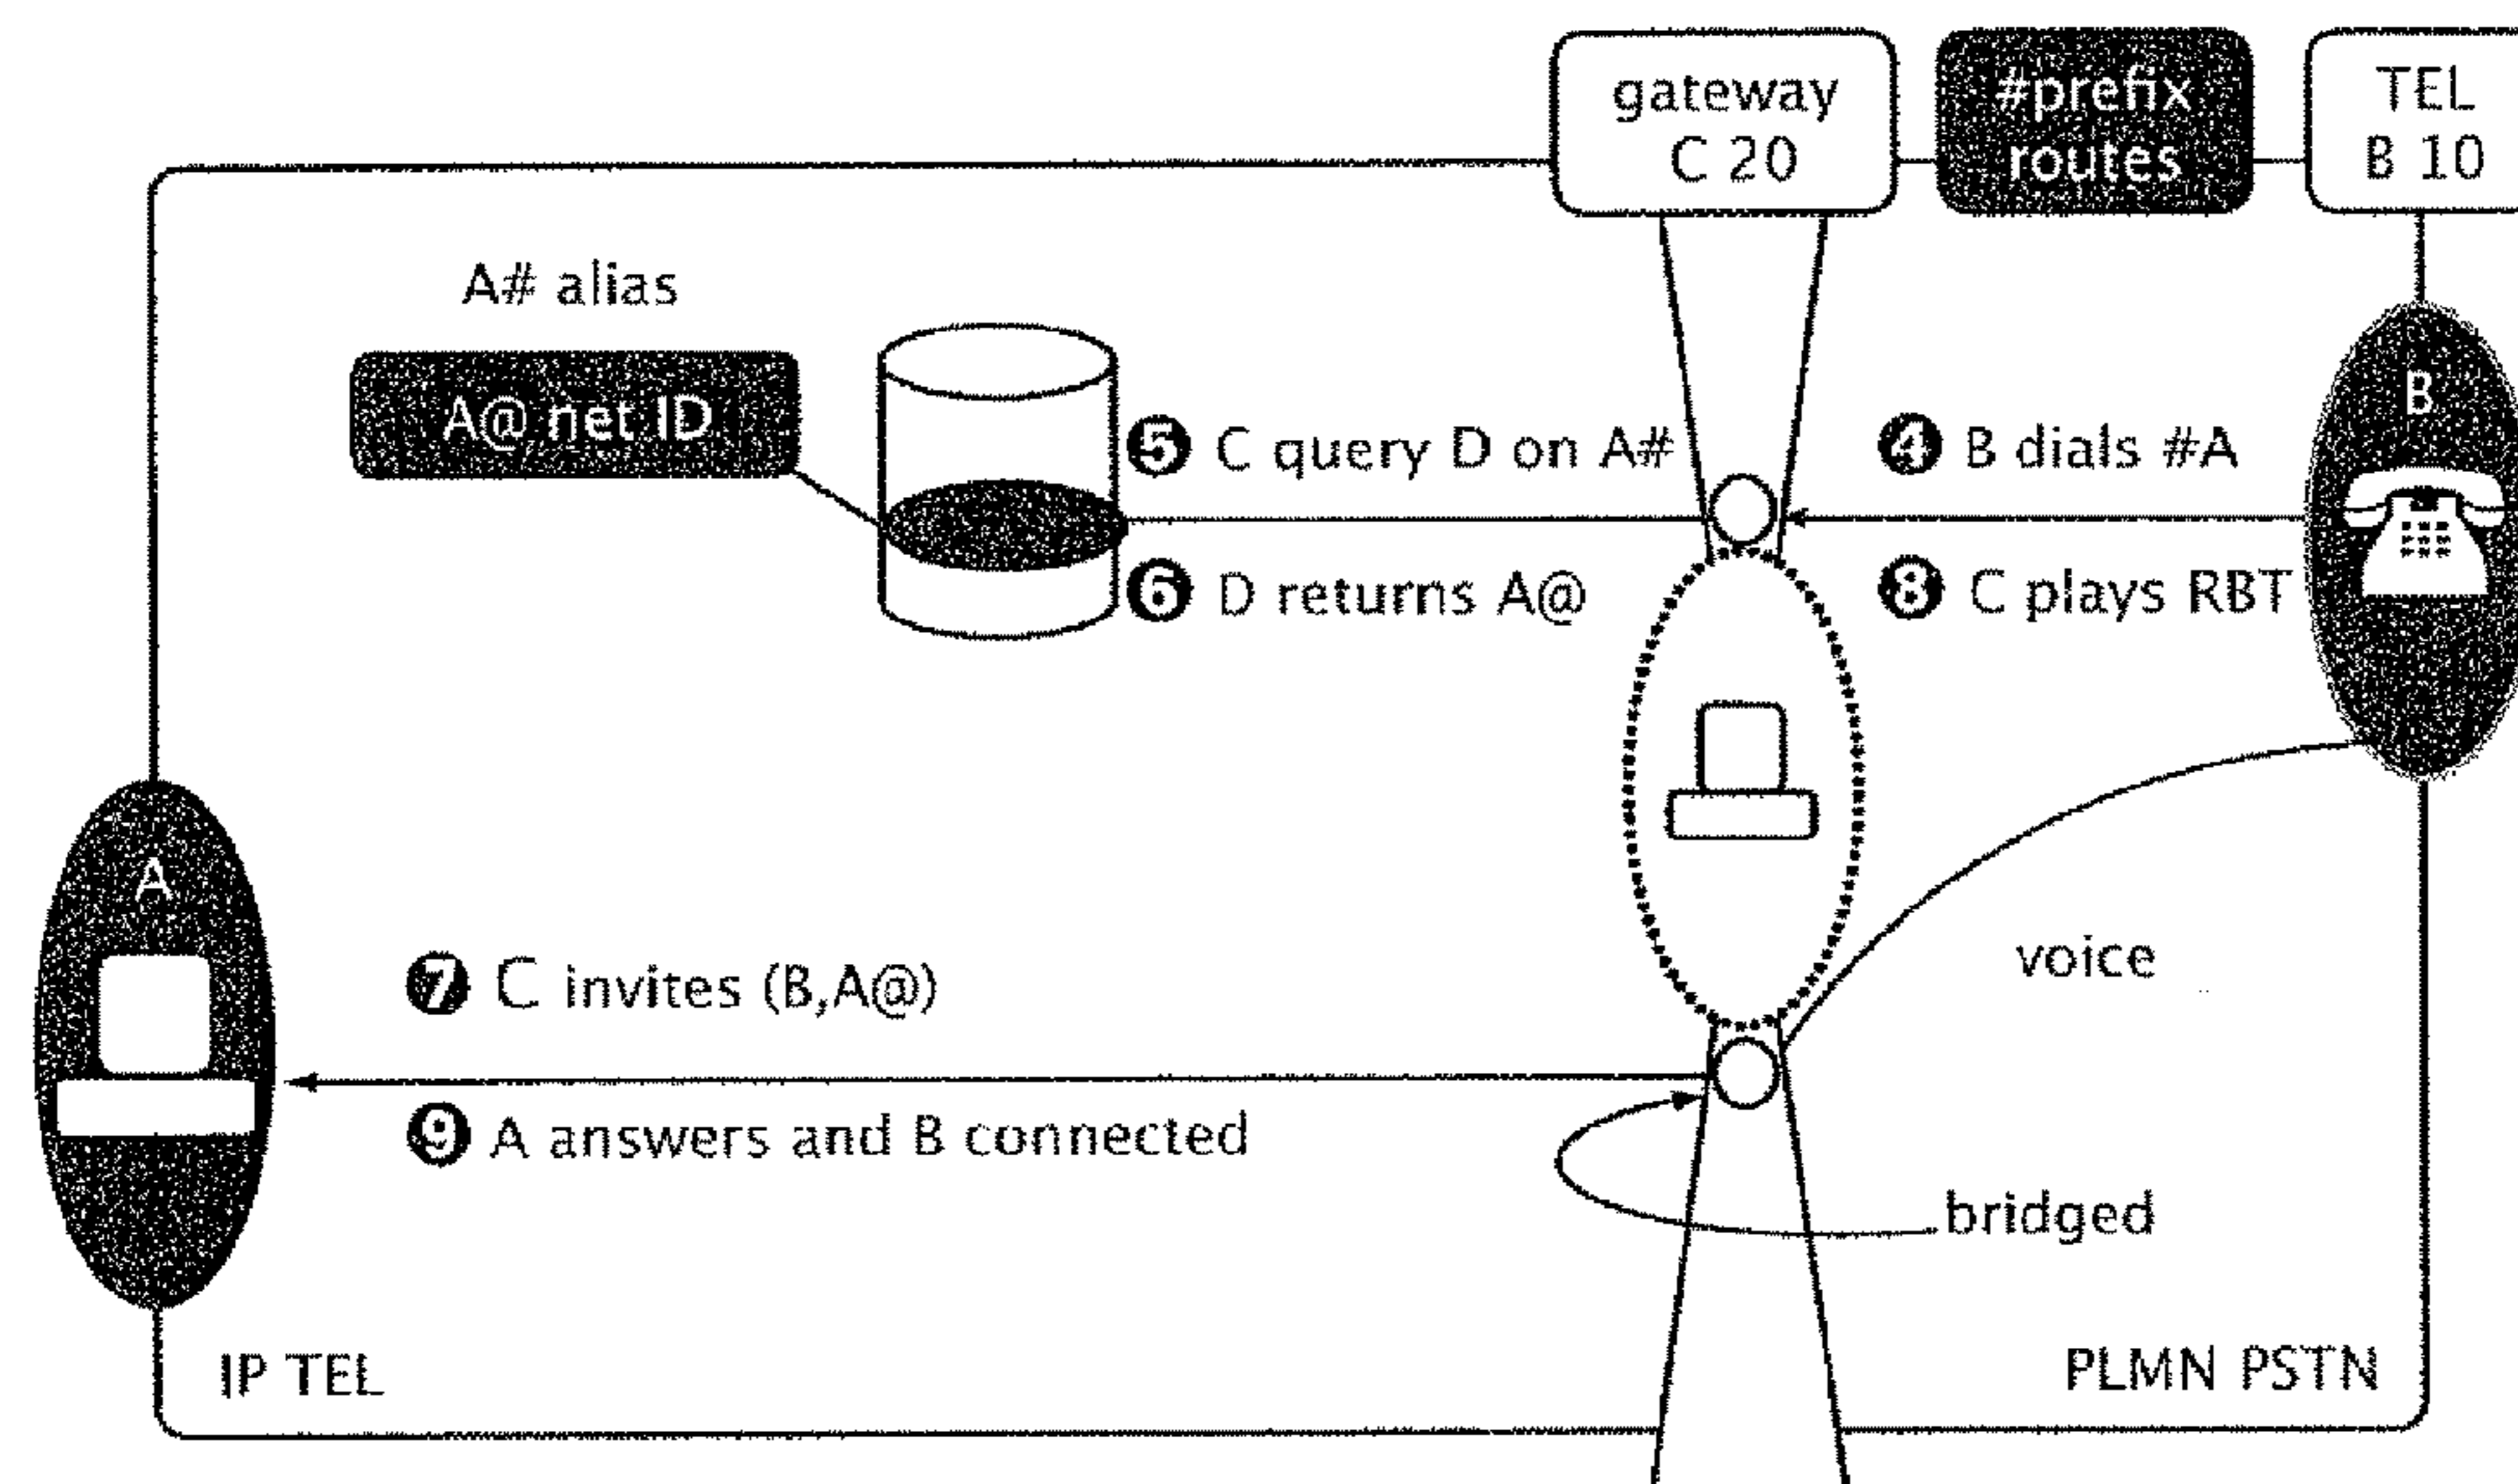 gateway
C 20
#prefix
routes
TEL
B 10
A# alias
A@ net ID
B
5 C query D on A#
4 B dials #A
6 D returns A@
8 C plays RBT
A
7 C invites (B,A@)
voice
9 A answers and B connected
bridged
IP TEL
PLMN PSTN